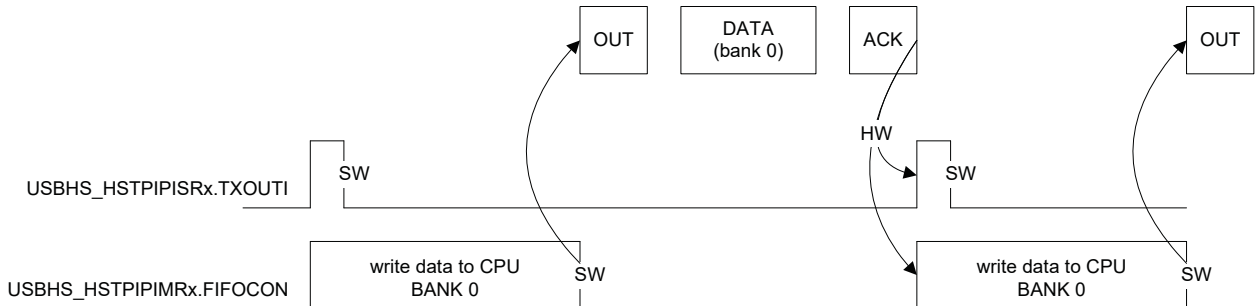 OUT
DATA
(bank 0)
ACK
OUT
HW
SW
SW
USBHS_HSTPIPISRx.TXOUTI
write data to CPU
BANK 0
SW
write data to CPU
BANK 0
SW
USBHS_HSTPIPIMRx.FIFOCON